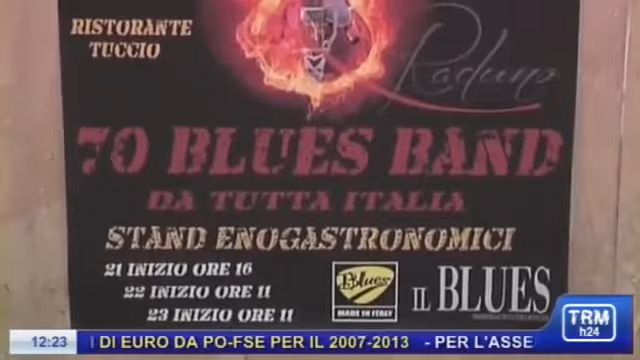 RISTORANTE
TUCCIO
Raduno
70 BLUES BAND
DA TUTTA ITALIA
STAND ENOGASTRONOMICI
21 INIZIO ORE 16
22 INIZIO ORE 11
23 INIZIO ORE 11
Blues
MADE IN ITALY
IL BLUES
TRM
h24
12:23
I DI EURO DA PO-FSE PER IL 2007-2013 - PER L'ASSE